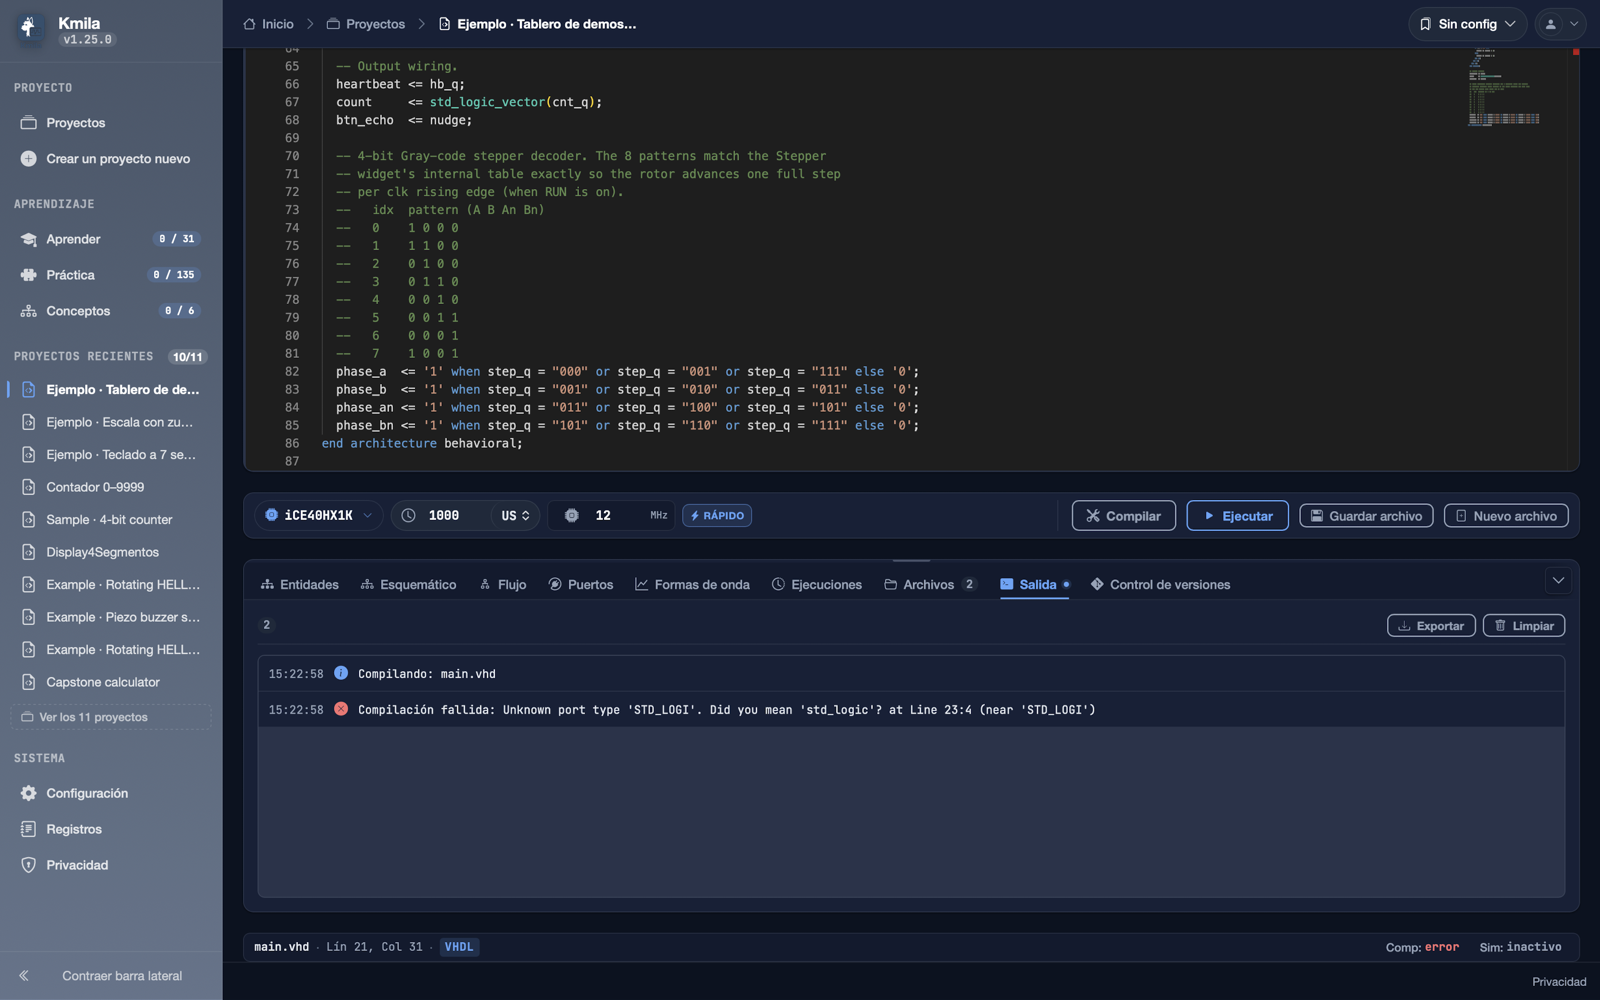 Kmila
v1.25.0
PROYECTO
Proyectos
Crear un proyecto nuevo
APRENDIZAJE
Aprender 0 / 31
Práctica 0 / 135
Conceptos 0 / 6
PROYECTOS RECIENTES 10/11
Ejemplo · Tablero de de...
Ejemplo · Escala con zu...
Ejemplo · Teclado a 7 se...
Contador 0–9999
Sample · 4-bit counter
Display4Segmentos
Example · Rotating HELL...
Example · Piezo buzzer s...
Example · Rotating HELL...
Capstone calculator
Ver los 11 proyectos
SISTEMA
Configuración
Registros
Privacidad
Contraer barra lateral
Inicio > Proyectos > Ejemplo · Tablero de demos...
Sin config
64
65 -- Output wiring.
66 heartbeat <= hb_q;
67 count     <= std_logic_vector(cnt_q);
68 btn_echo  <= nudge;
69
70 -- 4-bit Gray-code stepper decoder. The 8 patterns match the Stepper
71 -- widget's internal table exactly so the rotor advances one full step
72 -- per clk rising edge (when RUN is on).
73 --   idx  pattern (A B An Bn)
74 --   0    1 0 0 0
75 --   1    1 1 0 0
76 --   2    0 1 0 0
77 --   3    0 1 1 0
78 --   4    0 0 1 0
79 --   5    0 0 1 1
80 --   6    0 0 0 1
81 --   7    1 0 0 1
82 phase_a  <= '1' when step_q = "000" or step_q = "001" or step_q = "111" else '0';
83 phase_b  <= '1' when step_q = "001" or step_q = "010" or step_q = "011" else '0';
84 phase_an <= '1' when step_q = "011" or step_q = "100" or step_q = "101" else '0';
85 phase_bn <= '1' when step_q = "101" or step_q = "110" or step_q = "111" else '0';
86 end architecture behavioral;
87
iCE40HX1K 1000 US 12 MHz RÁPIDO Compilar Ejecutar Guardar archivo Nuevo archivo
Entidades Esquemático Flujo Puertos Formas de onda Ejecuciones Archivos 2 Salida Control de versiones
2 Exportar Limpiar
15:22:58 Compilando: main.vhd
15:22:58 Compilación fallida: Unknown port type 'STD_LOGI'. Did you mean 'std_logic'? at Line 23:4 (near 'STD_LOGI')
main.vhd · Lín 21, Col 31 · VHDL Comp: error Sim: inactivo
Privacidad